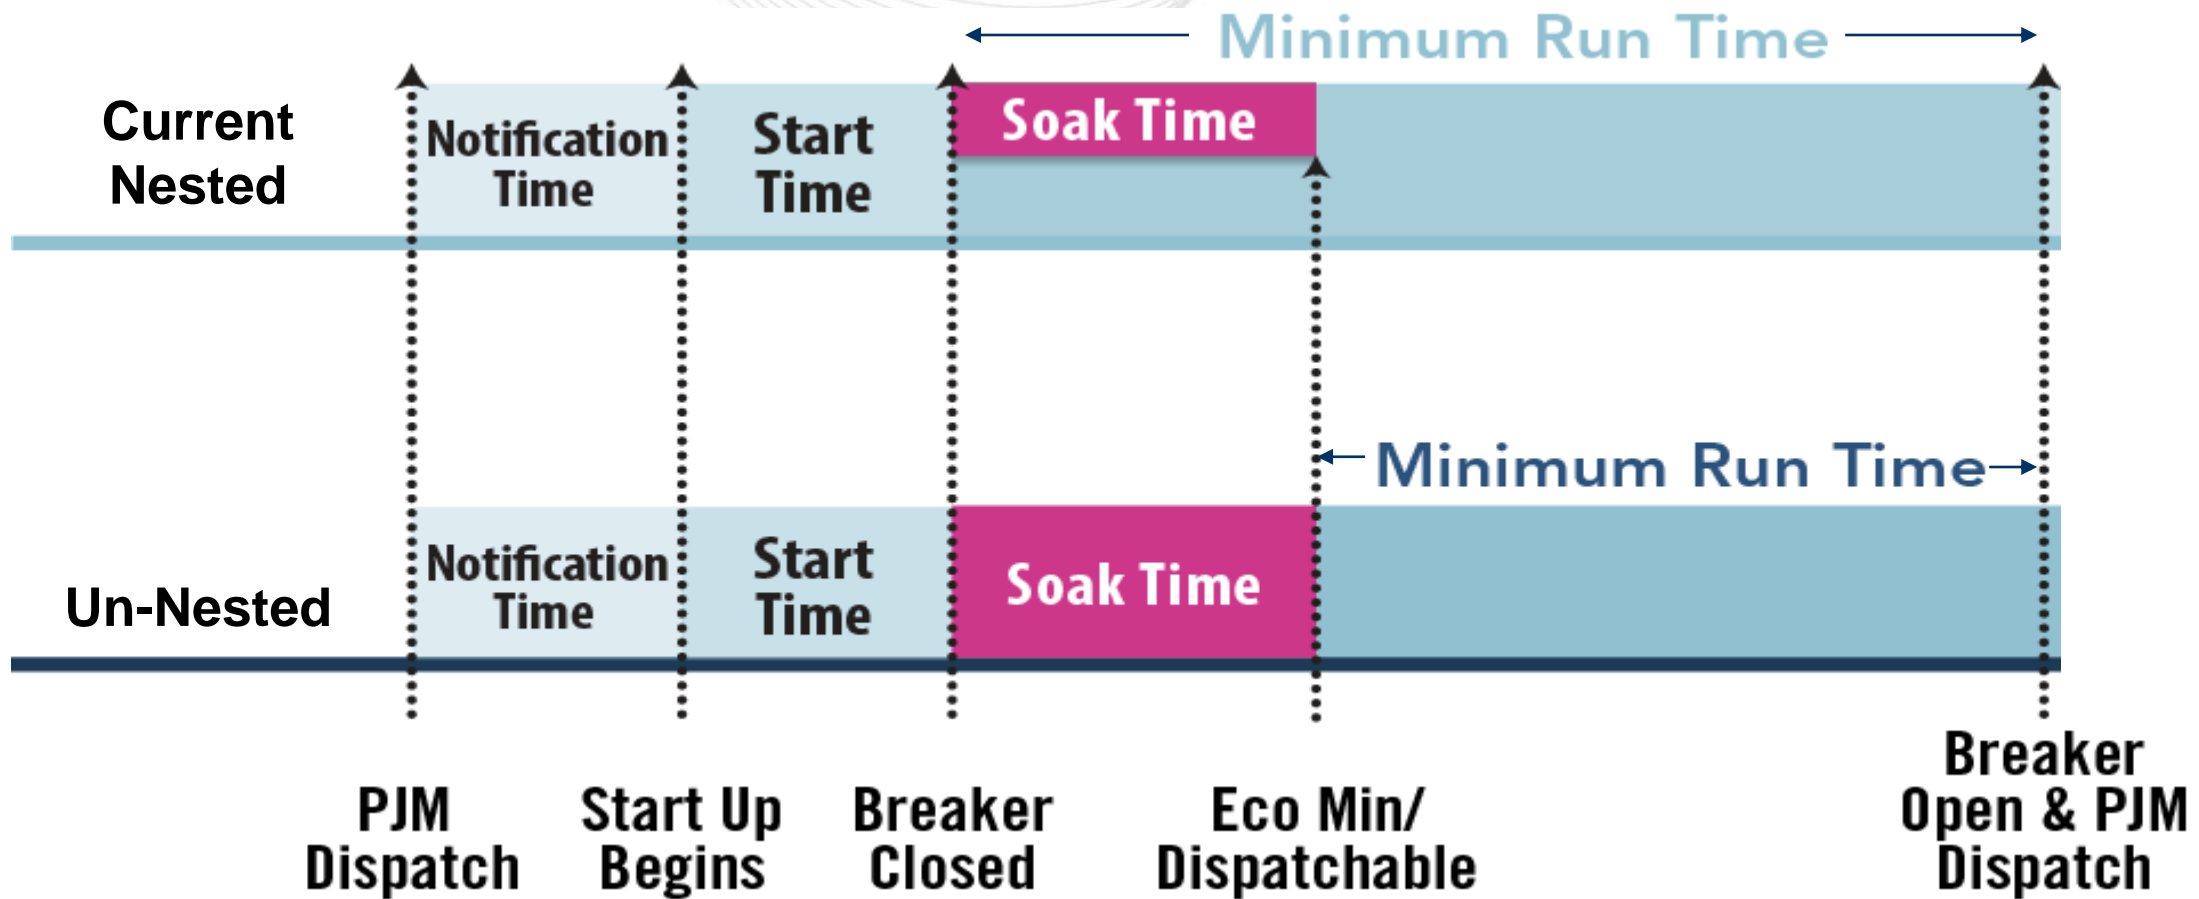 Minimum Run Time
Current
Nested
Notification
Time
Start
Time
Soak Time
Minimum Run Time
Un-Nested
Notification
Time
Start
Time
Soak Time
PJM
Dispatch
Start Up
Begins
Breaker
Closed
Eco Min/
Dispatchable
Breaker
Open & PJM
Dispatch